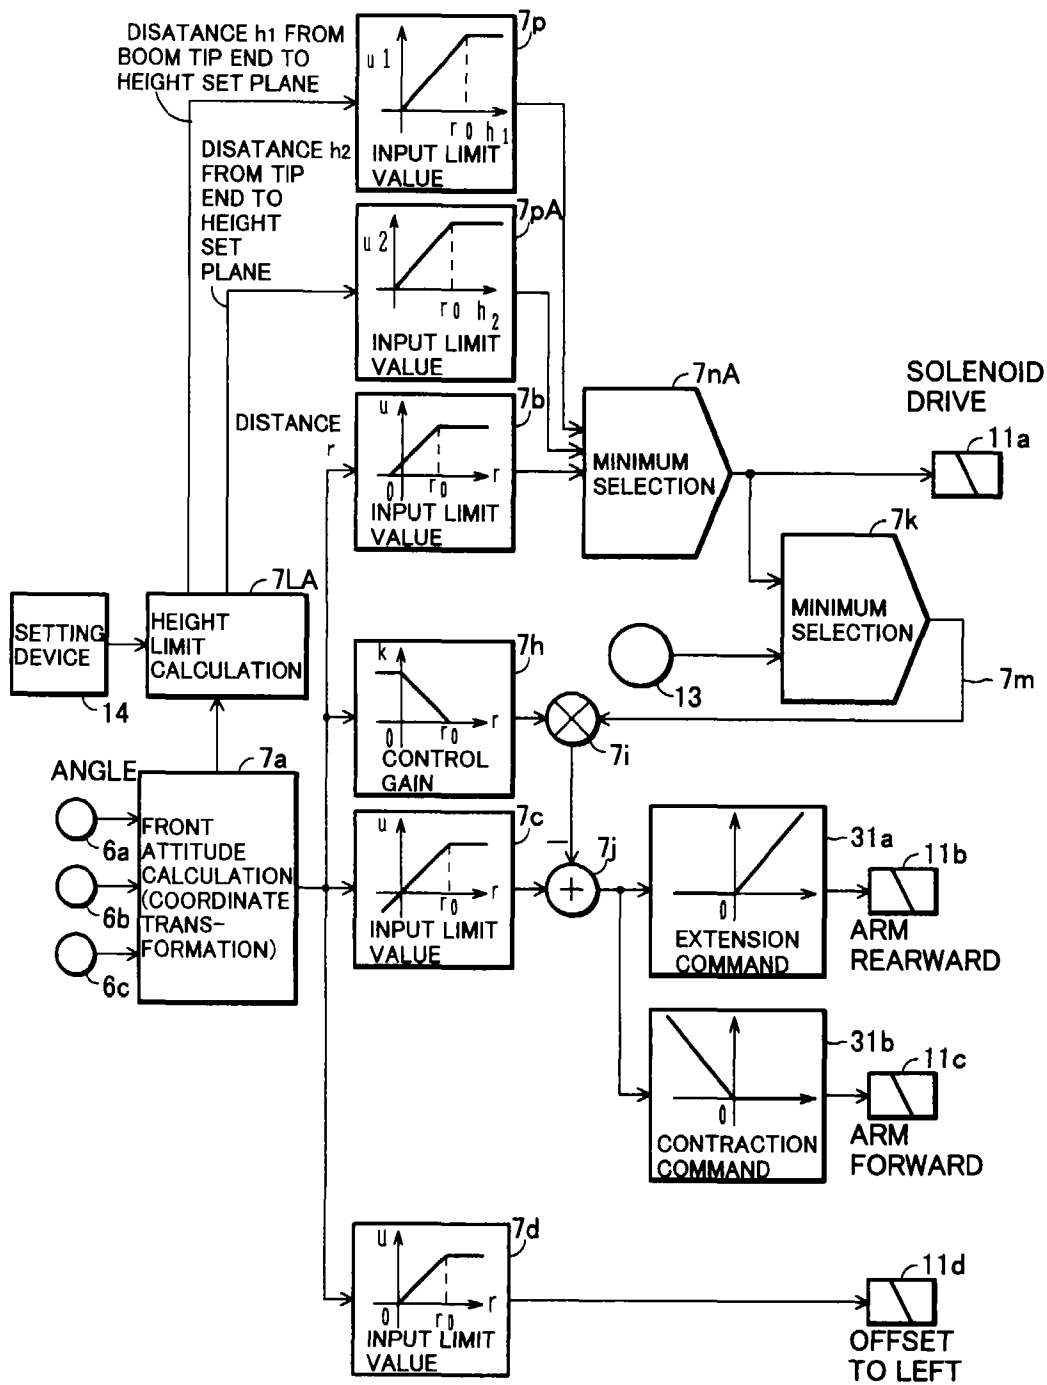 DISATANCE h1 FROM
BOOM TIP END TO
HEIGHT SET PLANE
7p
u1
r0 h1
INPUT LIMIT
VALUE
DISATANCE h2
FROM TIP
END TO
HEIGHT
SET
PLANE
7pA
u2
r0 h2
INPUT LIMIT
VALUE
DISTANCE
r
7b
u
0 r0 r
INPUT LIMIT
VALUE
7nA
MINIMUM
SELECTION
SOLENOID
DRIVE
11a
7k
MINIMUM
SELECTION
7m
13
SETTING
DEVICE
14
7LA
HEIGHT
LIMIT
CALCULATION
7h
k
0 r0 r
CONTROL
GAIN
7i
ANGLE
6a
6b
6c
7a
FRONT
ATTITUDE
CALCULATION
(COORDINATE
TRANS-
FORMATION)
7c
u
0 r0 r
INPUT LIMIT
VALUE
−
7j
+
31a
0
EXTENSION
COMMAND
11b
ARM
REARWARD
31b
0
CONTRACTION
COMMAND
11c
ARM
FORWARD
7d
u
0 r0 r
INPUT LIMIT
VALUE
11d
OFFSET
TO LEFT